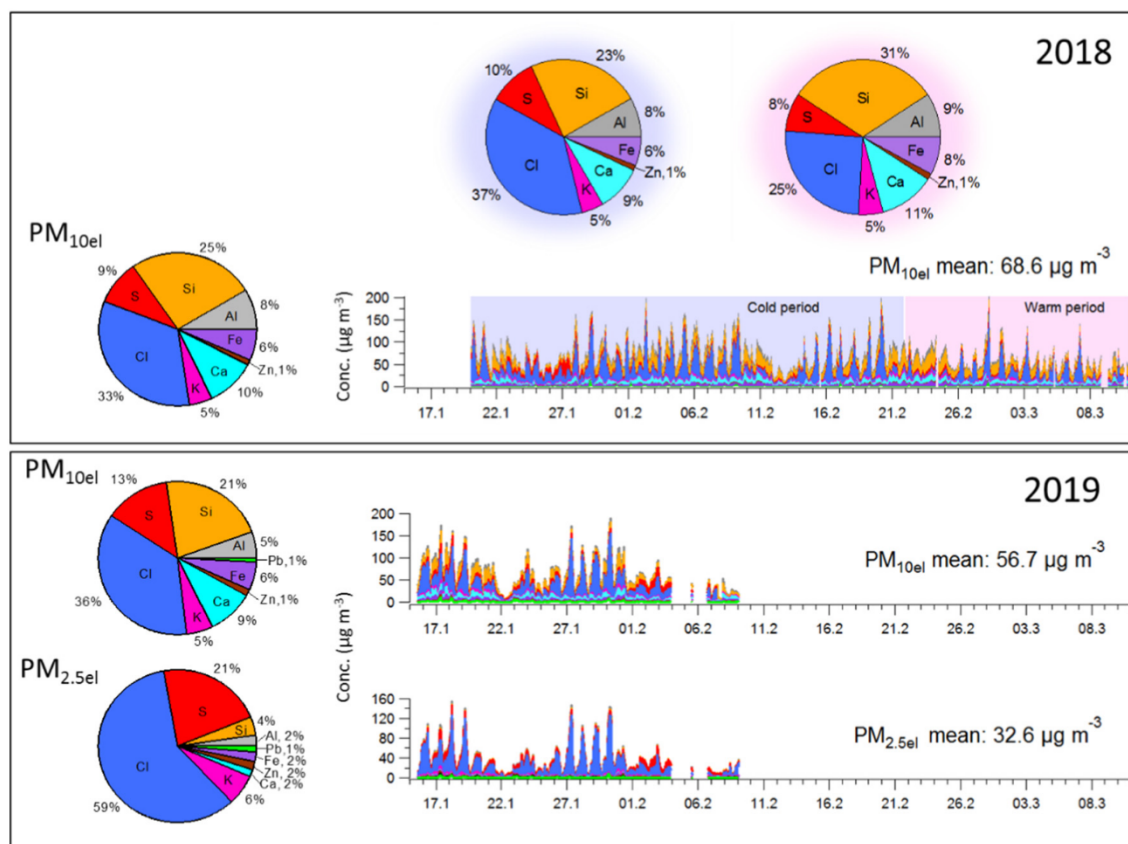 2018
23%
10%
S
Si
8%
Al
Fe
6%
Zn,1%
Ca
9%
K
5%
Cl
37%
31%
8%
S
Si
9%
Al
Fe
8%
Zn,1%
Ca
11%
K
5%
Cl
25%
PM10el
25%
9%
S
Si
8%
Al
Fe
6%
Zn,1%
Ca
10%
K
5%
Cl
33%
PM10el mean: 68.6 µg m-3
Conc. (µg m-3)
200
150
100
50
0
Cold period
Warm period
17.1 22.1 27.1 01.2 06.2 11.2 16.2 21.2 26.2 03.3 08.3
2019
PM10el
13%
21%
S
Si
5%
Al
Pb,1%
Fe
6%
Zn,1%
Ca
9%
K
5%
Cl
36%
PM10el mean: 56.7 µg m-3
Conc. (µg m-3)
200
150
100
50
0
17.1 22.1 27.1 01.2 06.2 11.2 16.2 21.2 26.2 03.3 08.3
PM2.5el
21%
S
4%
Si
Al, 2%
Pb,1%
Fe, 2%
Zn, 2%
Ca, 2%
K
6%
Cl
59%
PM2.5el mean: 32.6 µg m-3
160
120
80
40
0
17.1 22.1 27.1 01.2 06.2 11.2 16.2 21.2 26.2 03.3 08.3